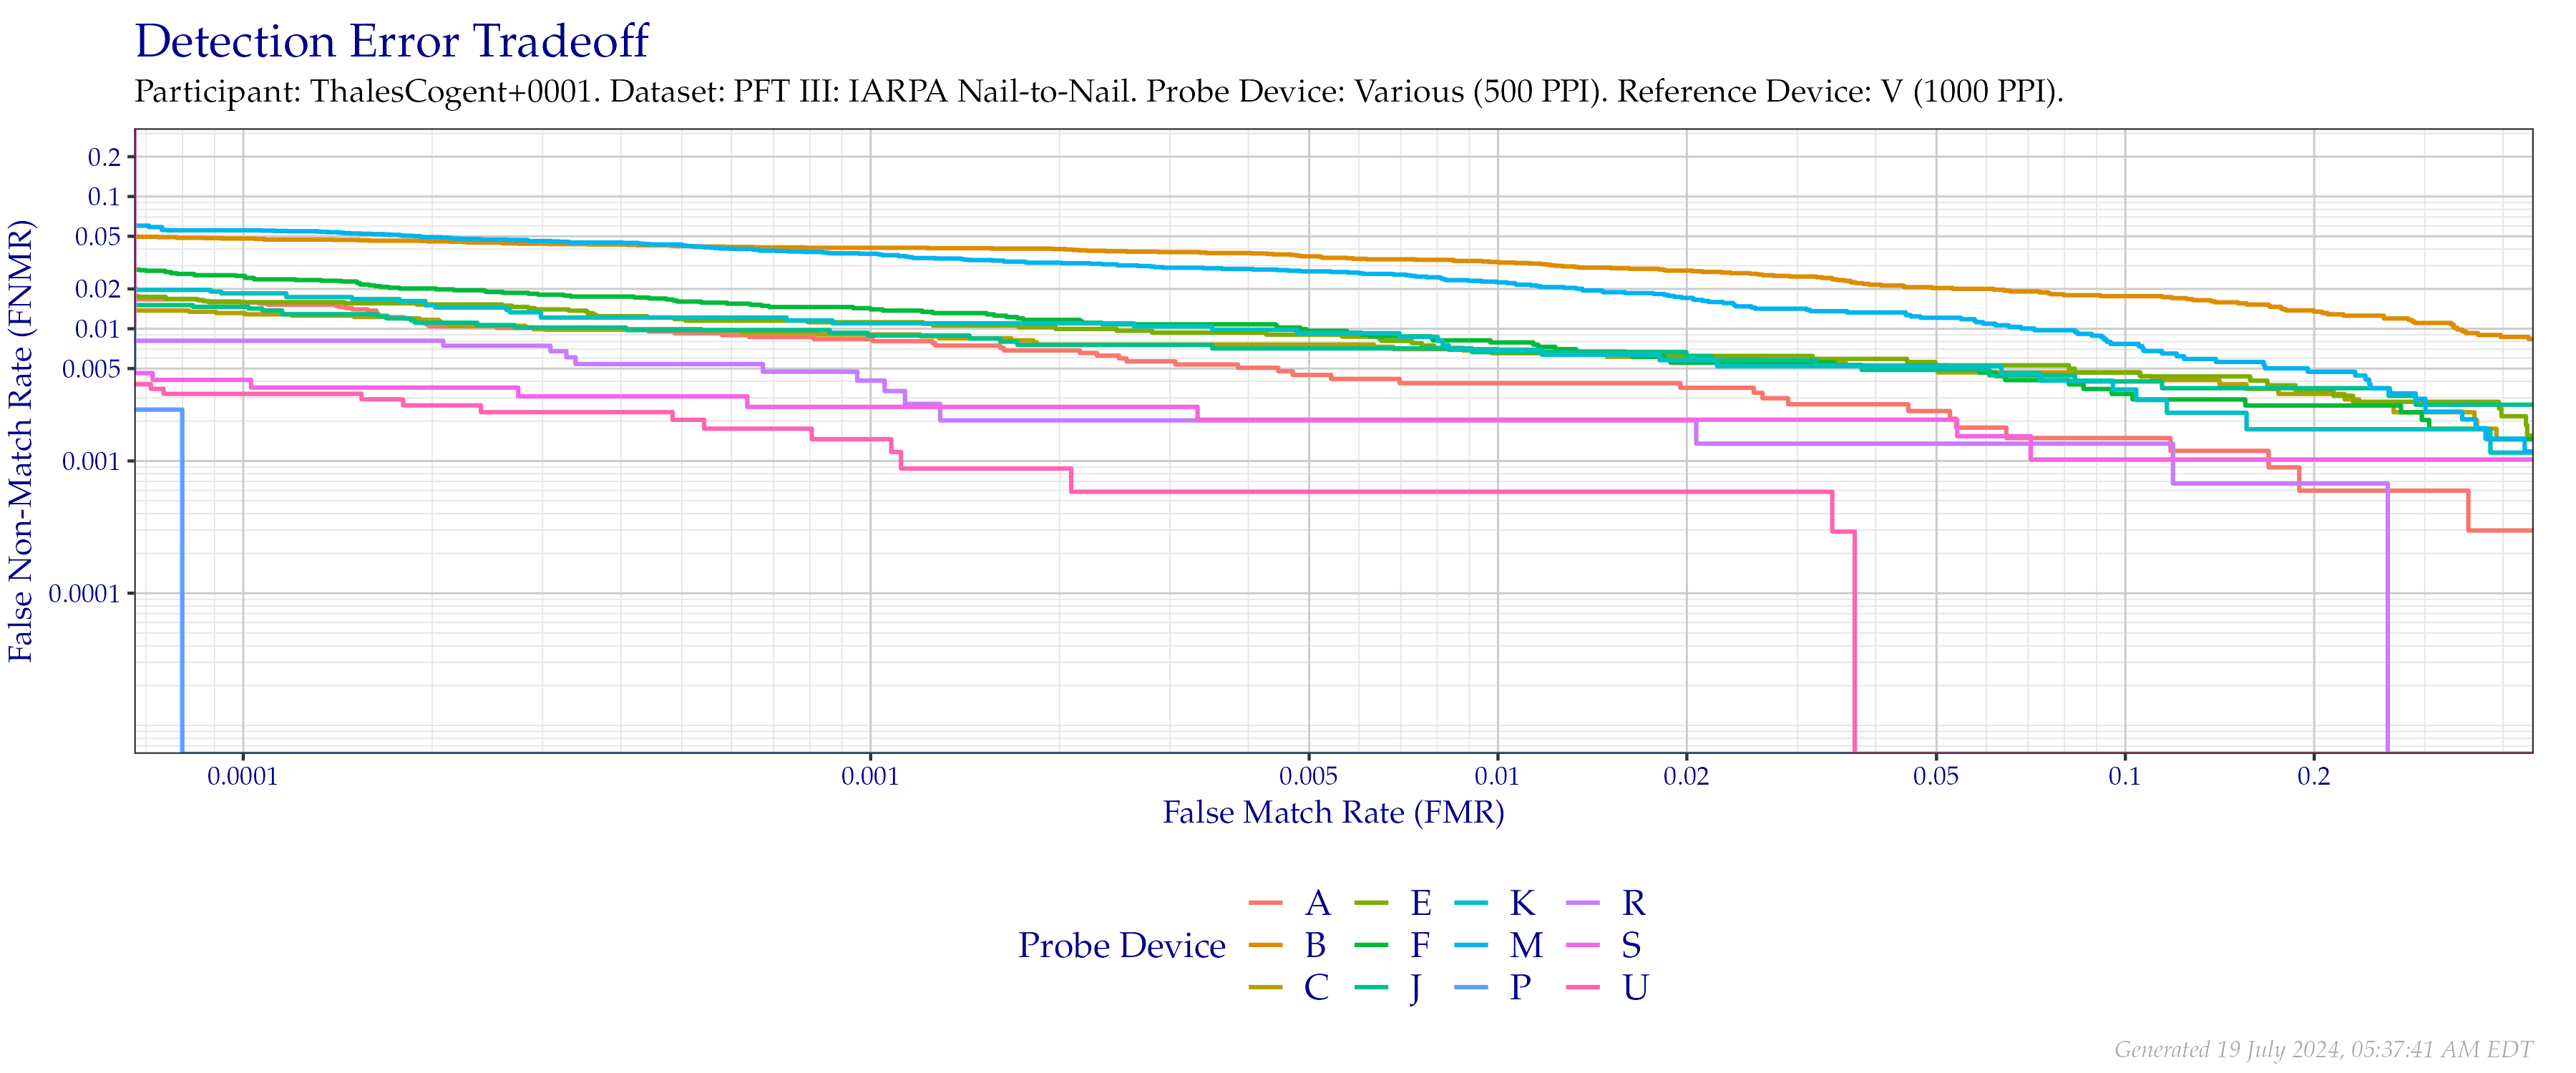 Detection Error Tradeoff
Participant: ThalesCogent+0001. Dataset: PFT III: IARPA Nail-to-Nail. Probe Device: Various (500 PPI). Reference Device: V (1000 PPI).
False Non-Match Rate (FNMR)
0.2
0.1
0.05
0.02
0.01
0.005
0.001
0.0001
0.0001 0.001 0.005 0.01 0.02 0.05 0.1 0.2
False Match Rate (FMR)
Probe Device
A E K R
B F M S
C J P U
Generated 19 July 2024, 05:37:41 AM EDT